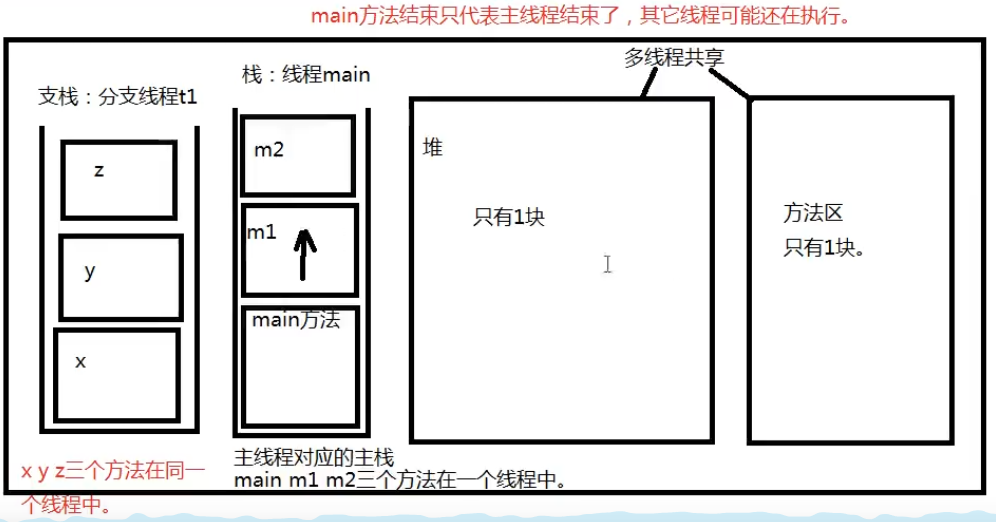 main方法结束只代表主线程结束了，其它线程可能还在执行。
支栈：分支线程t1
栈：线程main
多线程共享
z
y
x
m2
m1
main方法
堆
只有1块
方法区
只有1块。
x y z三个方法在同一
个线程中。
主线程对应的主栈
main m1 m2三个方法在一个线程中。